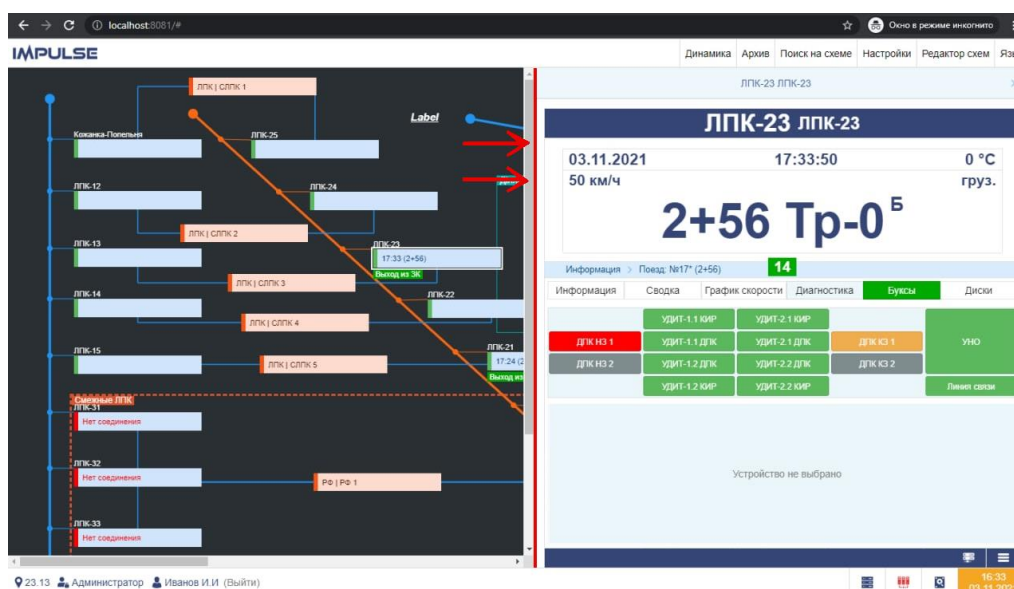 localhost:8081/#
Окно в режиме инкогнито
IMPULSE
Динамика Архив Поиск на схеме Настройки Редактор схем
ЛПК | СЛПК 1
Label
Кожанка-Попельня
ЛПК-25
ЛПК-12
ЛПК-24
ЛПК | СЛПК 2
ЛПК-13
ЛПК-23
17:33 (2+56)
Выход из ЗК
ЛПК | СЛПК 3
ЛПК-14
ЛПК-22
ЛПК | СЛПК 4
ЛПК-15
ЛПК-21
ЛПК | СЛПК 5
17:24 (2
Выход из
Смежные ЛПК
ЛПК-31
Нет соединения
ЛПК-32
Нет соединения
РФ | РФ 1
ЛПК-33
Нет соединения
ЛПК-23 ЛПК-23
ЛПК-23 ЛПК-23
03.11.2021 17:33:50 0 °C
50 км/ч груз.
2+56 Тр-0 Б
Информация > Поезд: №17* (2+56) 14
Информация Сводка График скорости Диагностика Буксы Диски
УДИТ-1.1 КИР УДИТ-2.1 КИР
ДПК НЗ 1 УДИТ-1.1 ДПК УДИТ-2.1 ДПК ДПК КЗ 1 УНО
ДПК НЗ 2 УДИТ-1.2 ДПК УДИТ-2.2 ДПК ДПК КЗ 2
УДИТ-1.2 КИР УДИТ-2.2 КИР Линия связи
Устройство не выбрано
23.13 Администратор Иванов И.И (Выйти)
16:33